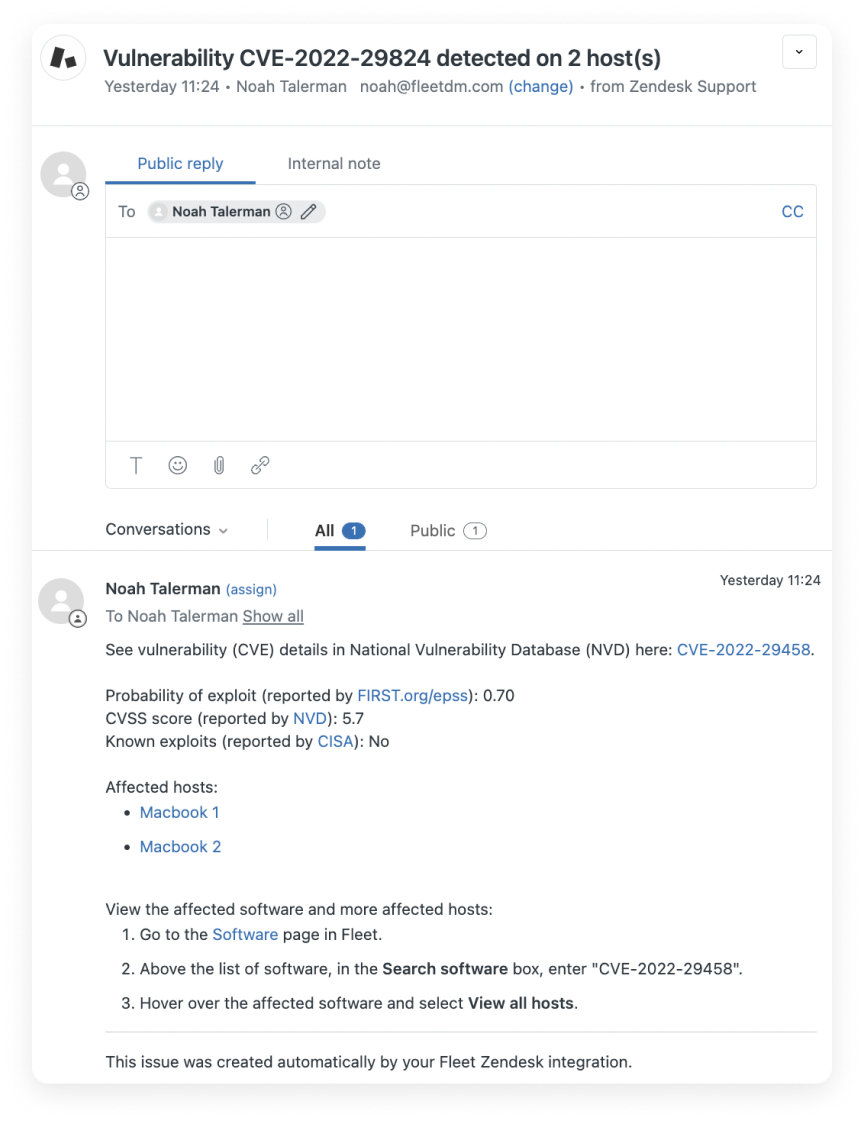 Vulnerability CVE-2022-29824 detected on 2 host(s)
Yesterday 11:24 • Noah Talerman noah@fleetdm.com (change) • from Zendesk Support
Public reply Internal note
To Noah Talerman CC
Conversations All 1 Public 1
Noah Talerman (assign) Yesterday 11:24
To Noah Talerman Show all
See vulnerability (CVE) details in National Vulnerability Database (NVD) here: CVE-2022-29458.
Probability of exploit (reported by FIRST.org/epss): 0.70
CVSS score (reported by NVD): 5.7
Known exploits (reported by CISA): No
Affected hosts:
• Macbook 1
• Macbook 2
View the affected software and more affected hosts:
1. Go to the Software page in Fleet.
2. Above the list of software, in the Search software box, enter "CVE-2022-29458".
3. Hover over the affected software and select View all hosts.
This issue was created automatically by your Fleet Zendesk integration.